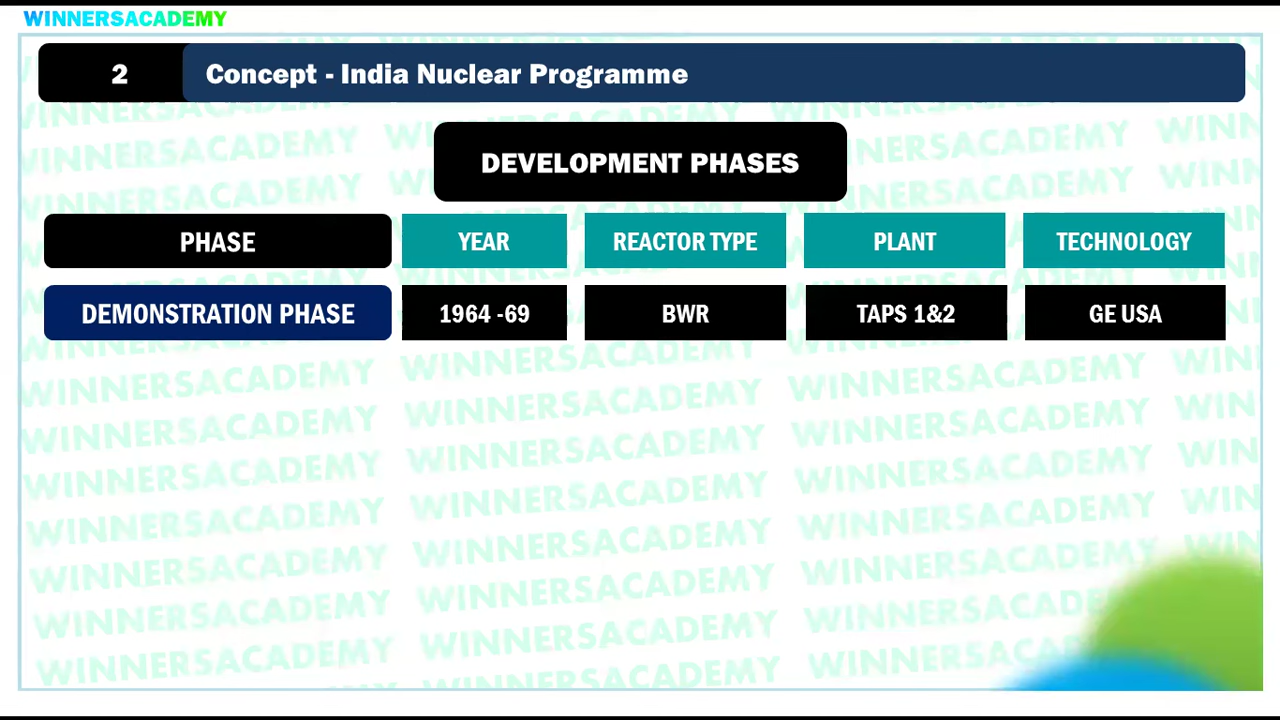 WINNERSACADEMY
2 Concept - India Nuclear Programme
DEVELOPMENT PHASES
PHASE YEAR REACTOR TYPE PLANT TECHNOLOGY
DEMONSTRATION PHASE 1964 -69 BWR TAPS 1&2 GE USA